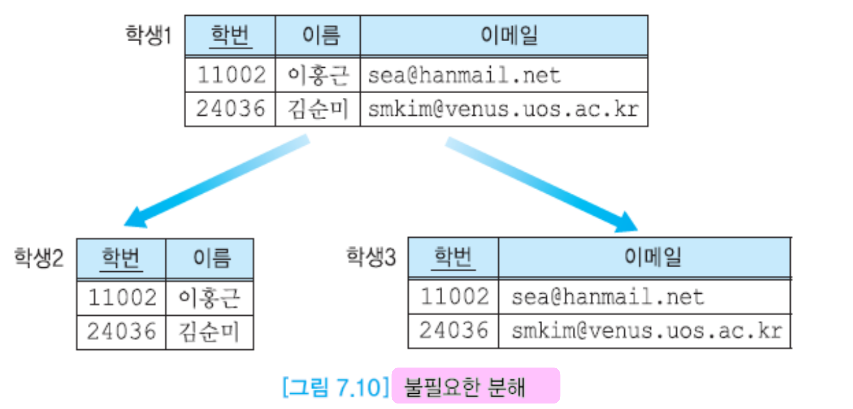 학생1
학번 이름 이메일
11002 이홍근 sea@hanmail.net
24036 김순미 smkim@venus.uos.ac.kr
학생2
학번 이름
11002 이홍근
24036 김순미
학생3
학번 이메일
11002 sea@hanmail.net
24036 smkim@venus.uos.ac.kr
[그림 7.10] 불필요한 분해